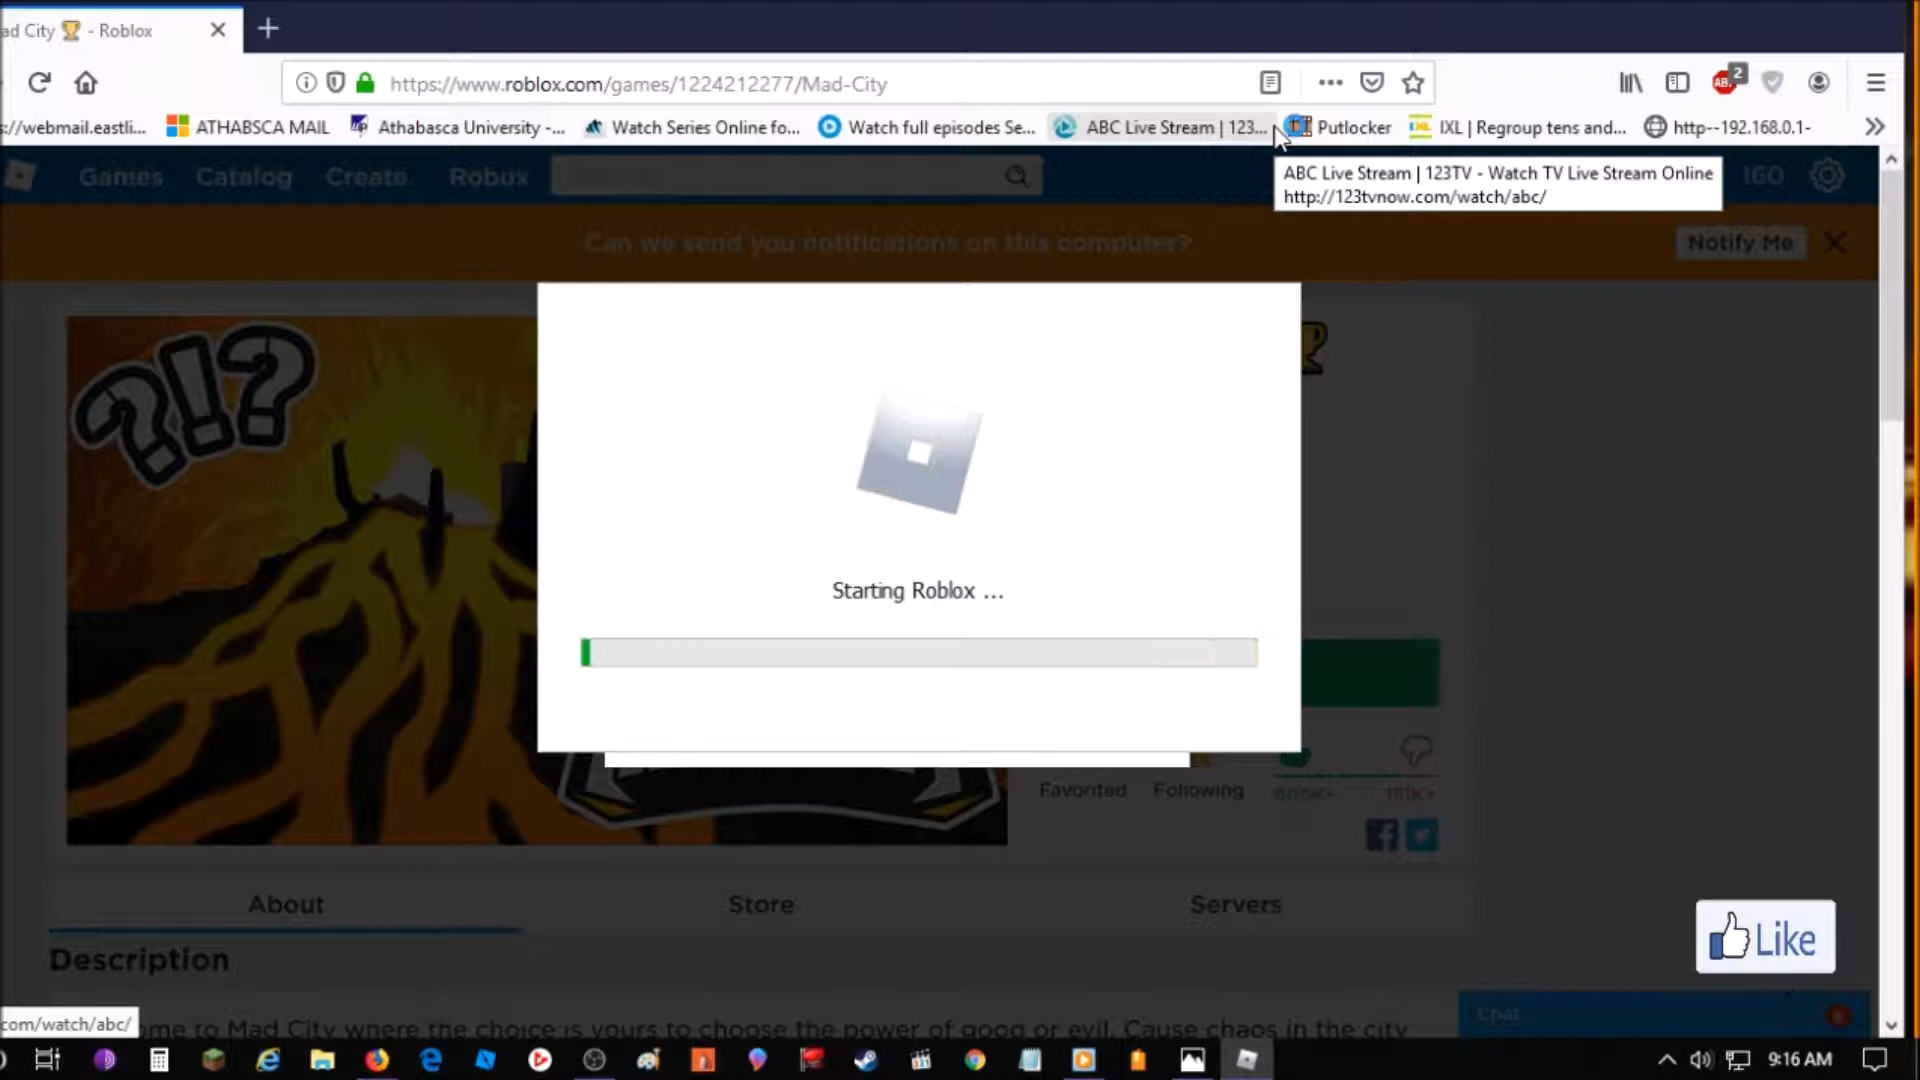 ad City 🏆 - Roblox
https://www.roblox.com/games/1224212277/Mad-City
2
s://webmail.eastli... ATHABSCA MAIL Athabasca University -... Watch Series Online fo... Watch full episodes Se... ABC Live Stream | 123... Putlocker IXL | Regroup tens and... http--192.168.0.1-
Games Catalog Create Robux 160
ABC Live Stream | 123TV - Watch TV Live Stream Online
http://123tvnow.com/watch/abc/
Can we send you notifications on this computer?
Notify Me
?!?
Starting Roblox ...
Favorited Following
About Store Servers
Like
Description
Chat
com/watch/abc/
ome to Mad City where the choice is yours to choose the power of good or evil. Cause chaos in the city
9:16 AM